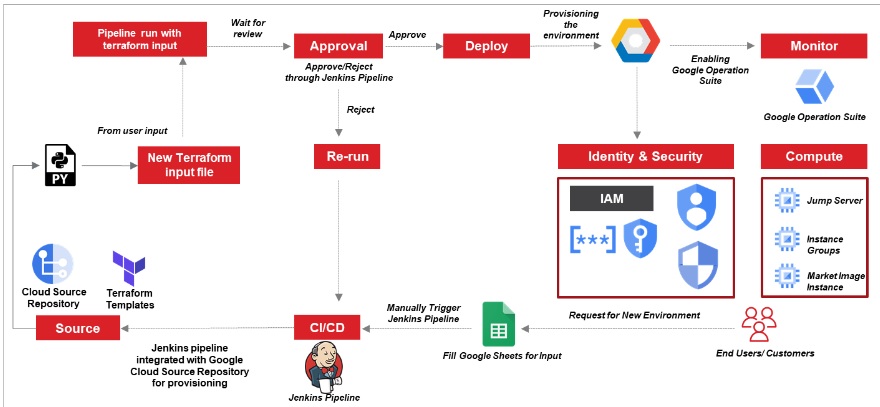 Pipeline run with
terraform input
Wait for
review
Approval
Approve/Reject
through Jenkins Pipeline
Approve
Deploy
Provisioning
the
environment
Enabling
Google Operation
Suite
Monitor
Google Operation Suite
From user input
Reject
PY
New Terraform
input file
Re-run
Identity & Security
IAM
[***]
Compute
Jump Server
Instance
Groups
Market Image
Instance
Cloud Source
Repository
Terraform
Templates
Source
Jenkins pipeline
integrated with Google
Cloud Source Repository
for provisioning
CI/CD
Jenkins Pipeline
Manually Trigger
Jenkins Pipeline
Fill Google Sheets for Input
Request for New Environment
End Users/ Customers